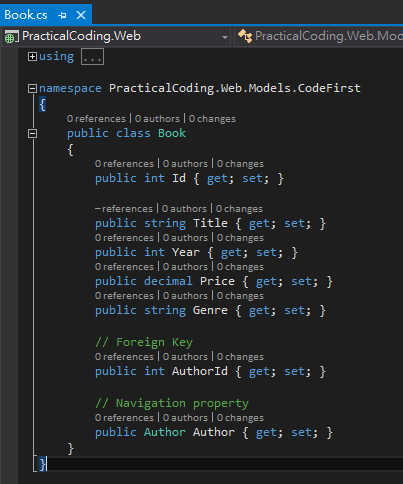 Book.cs
PracticalCoding.Web PracticalCoding.Web.Mod
using ...
namespace PracticalCoding.Web.Models.CodeFirst
{
0 references | 0 authors | 0 changes
public class Book
{
0 references | 0 authors | 0 changes
public int Id { get; set; }
– references | 0 authors | 0 changes
public string Title { get; set; }
0 references | 0 authors | 0 changes
public int Year { get; set; }
0 references | 0 authors | 0 changes
public decimal Price { get; set; }
0 references | 0 authors | 0 changes
public string Genre { get; set; }
// Foreign Key
0 references | 0 authors | 0 changes
public int AuthorId { get; set; }
// Navigation property
0 references | 0 authors | 0 changes
public Author Author { get; set; }
}
}